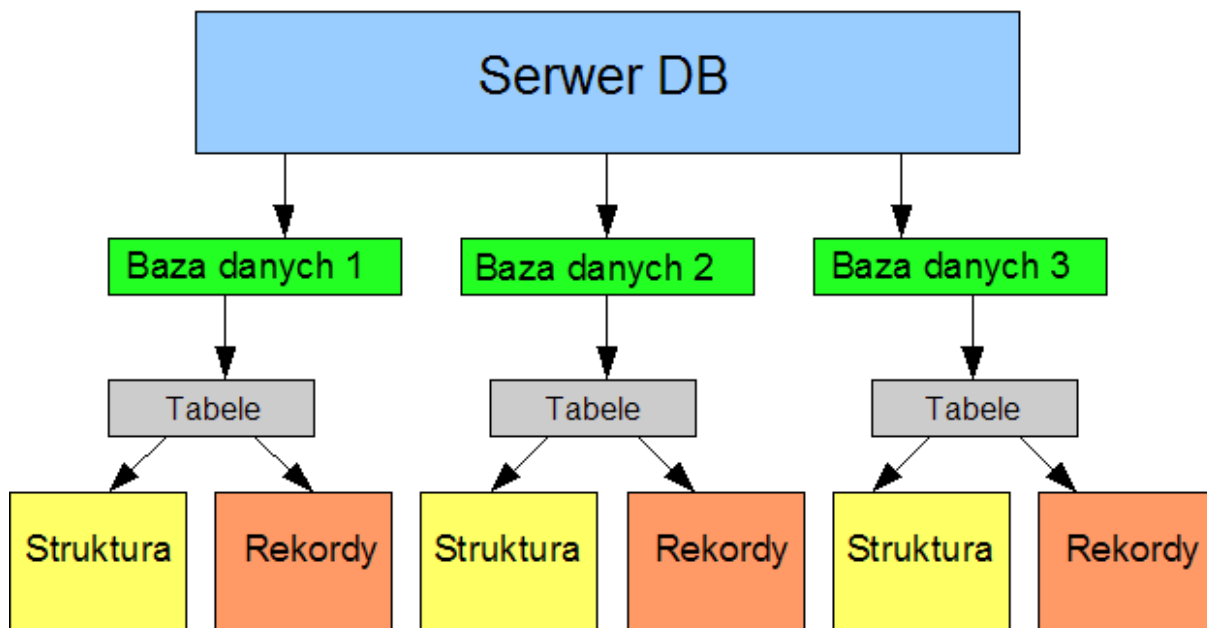 Serwer DB
Baza danych 1
Baza danych 2
Baza danych 3
Tabele
Tabele
Tabele
Struktura
Rekordy
Struktura
Rekordy
Struktura
Rekordy